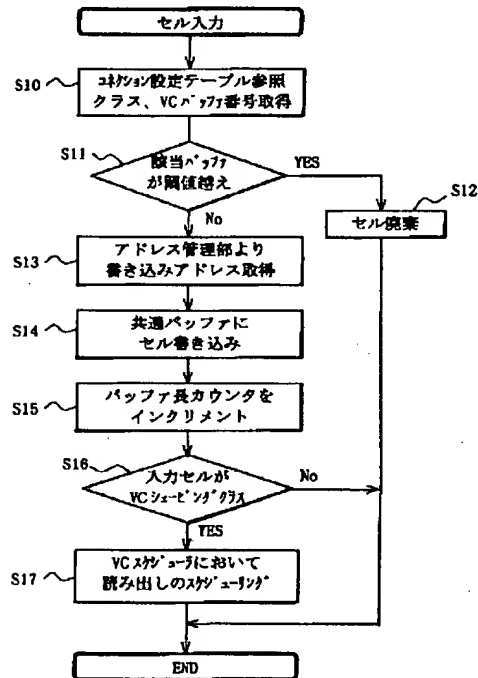 セル入力
S10
コネクション設定テーブル参照
クラス、VCバッファ番号取得
S11
該当バッファ
が閾値越え
YES
No
S12
セル廃棄
S13
アドレス管理部より
書き込みアドレス取得
S14
共通バッファに
セル書き込み
S15
バッファ長カウンタを
インクリメント
S16
入力セルが
VCシェーピングクラス
No
YES
S17
VCスケジューラにおいて
読み出しのスケジューリング
END